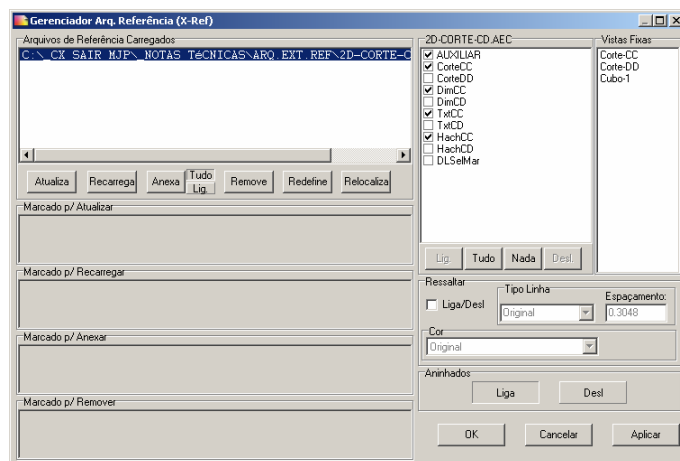 Gerenciador Arq. Referência (X-Ref)
Arquivos de Referência Carregados
C:\_CX SAIR MJP\_NOTAS TéCNICAS\ARQ.EXT.REF\2D-CORTE-C
Atualiza
Recarrega
Anexa
Tudo
Lig.
Remove
Redefine
Relocaliza
Marcado p/ Atualizar
Marcado p/ Recarregar
Marcado p/ Anexar
Marcado p/ Remover
2D-CORTE-CD.AEC
AUXILIAR
CorteCC
CorteDD
DimCC
DimCD
TxtCC
TxtCD
HachCC
HachCD
DLSelMar
Lig.
Tudo
Nada
Desl.
Vistas Fixas
Corte-CC
Corte-DD
Cubo-1
Ressaltar
Liga/Desl
Tipo Linha
Original
Espaçamento:
0.3048
Cor
Original
Aninhados
Liga
Desl
OK
Cancelar
Aplicar